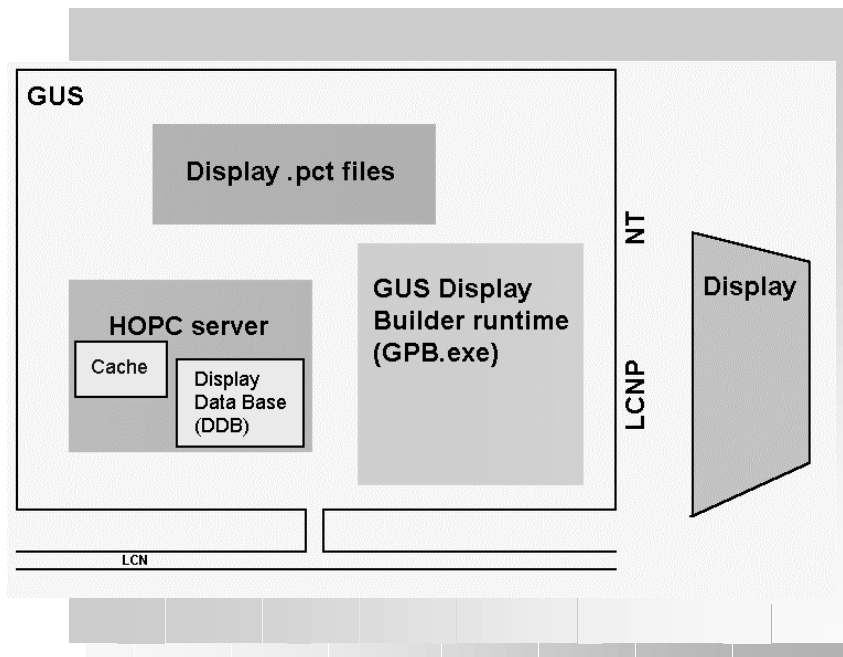 GUS
Display .pct files
NT
GUS Display
Builder runtime
(GPB.exe)
Display
HOPC server
Cache
Display
Data Base
(DDB)
LCNP
LCN